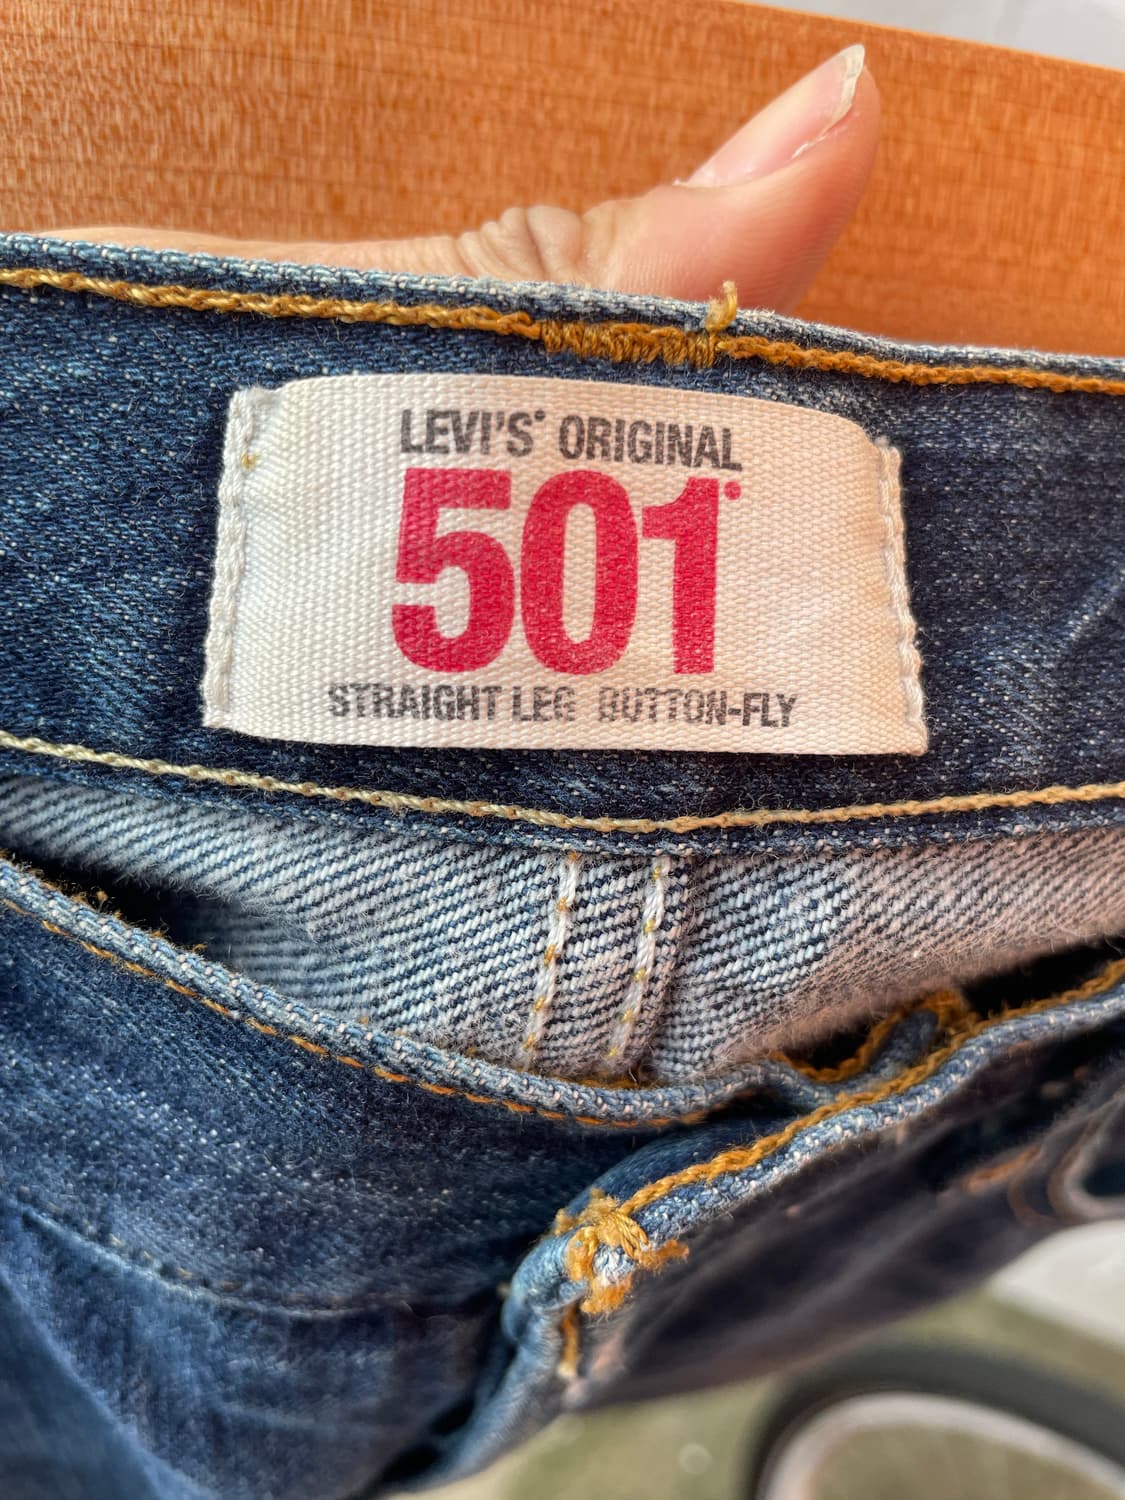 LEVI'S® ORIGINAL
501®
STRAIGHT LEG BUTTON-FLY